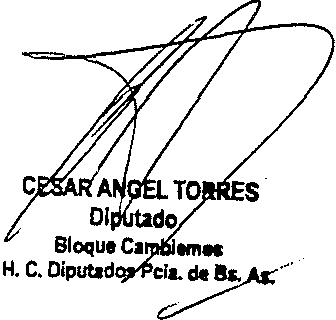 CESAR ANGEL TORRES
Diputado
Bloque Cambiemos
H. C. Diputados Pcia. de Bs. As.